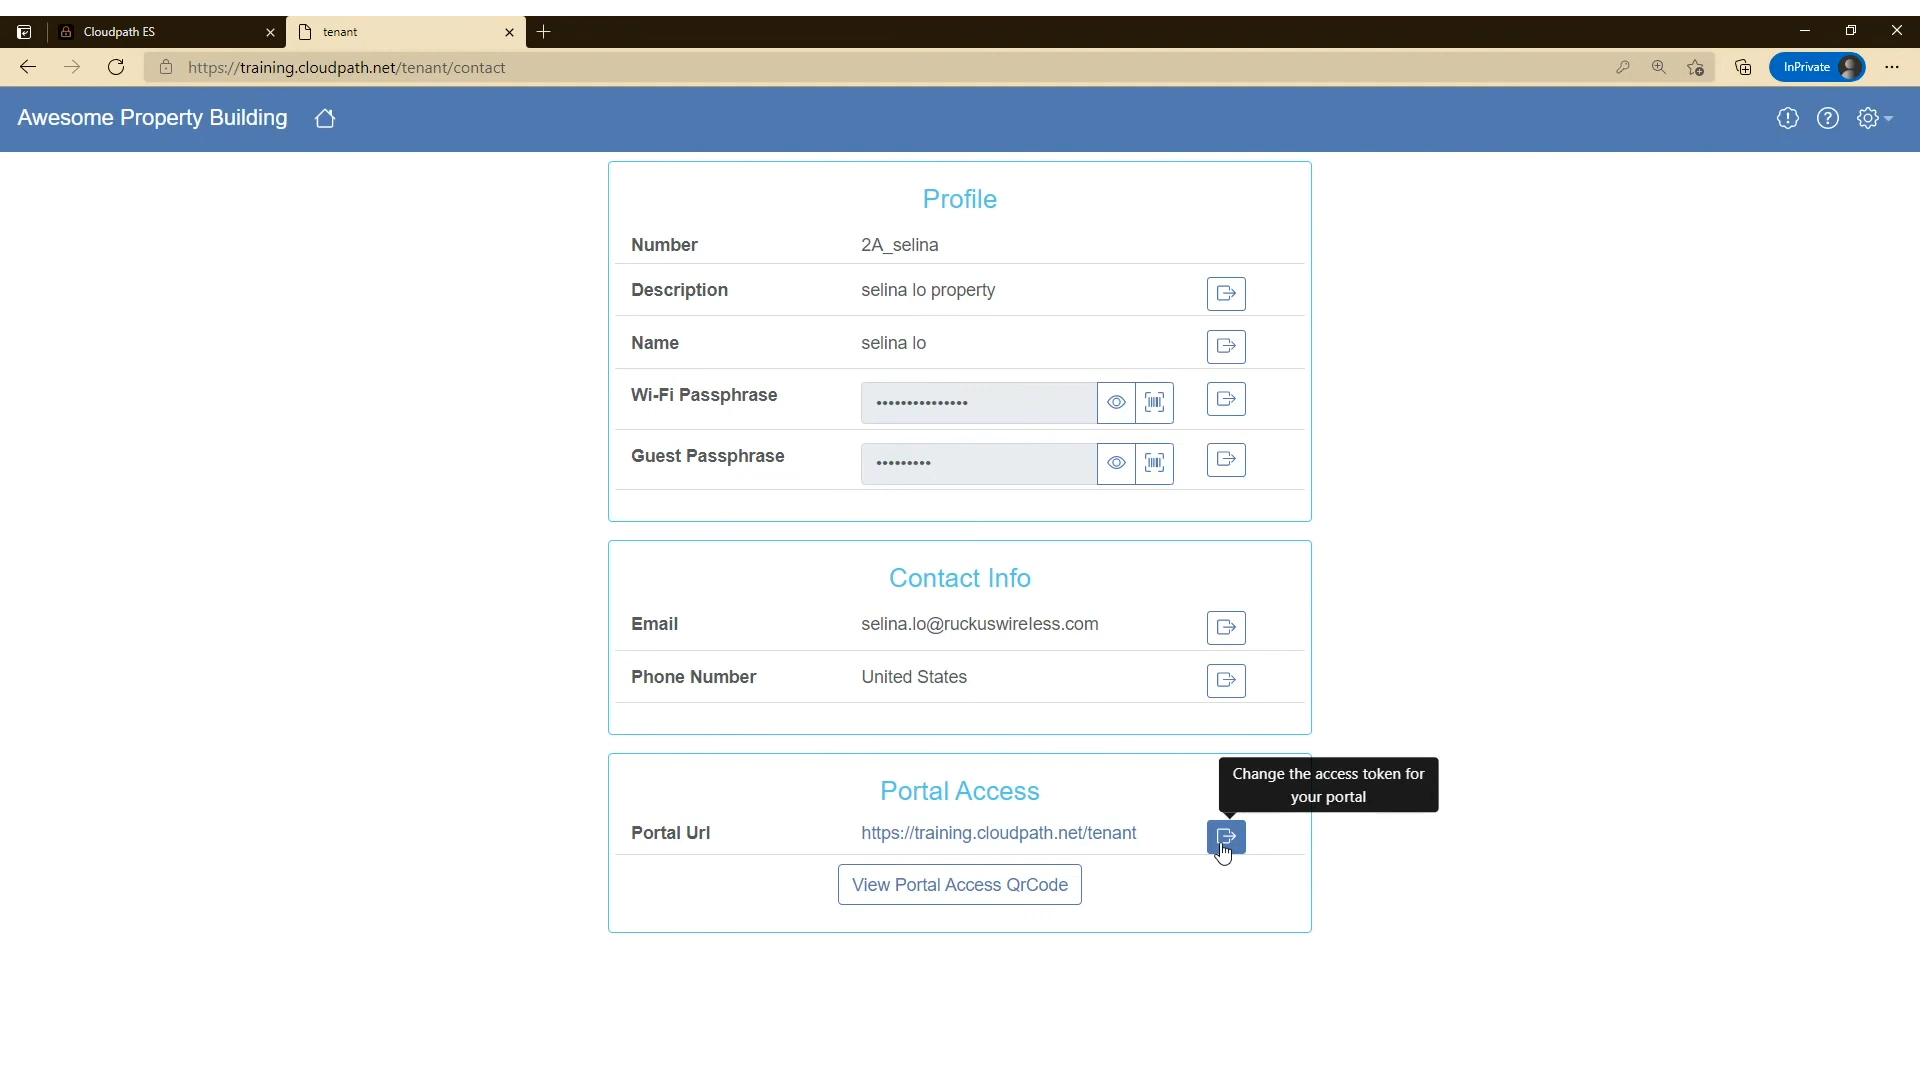 Cloudpath ES
tenant
https://training.cloudpath.net/tenant/contact
InPrivate
Awesome Property Building
Profile
Number 2A_selina
Description selina lo property
Name selina lo
Wi-Fi Passphrase •••••••••••••••
Guest Passphrase •••••••••
Contact Info
Email selina.lo@ruckuswireless.com
Phone Number United States
Change the access token for
your portal
Portal Access
Portal Url https://training.cloudpath.net/tenant
View Portal Access QrCode